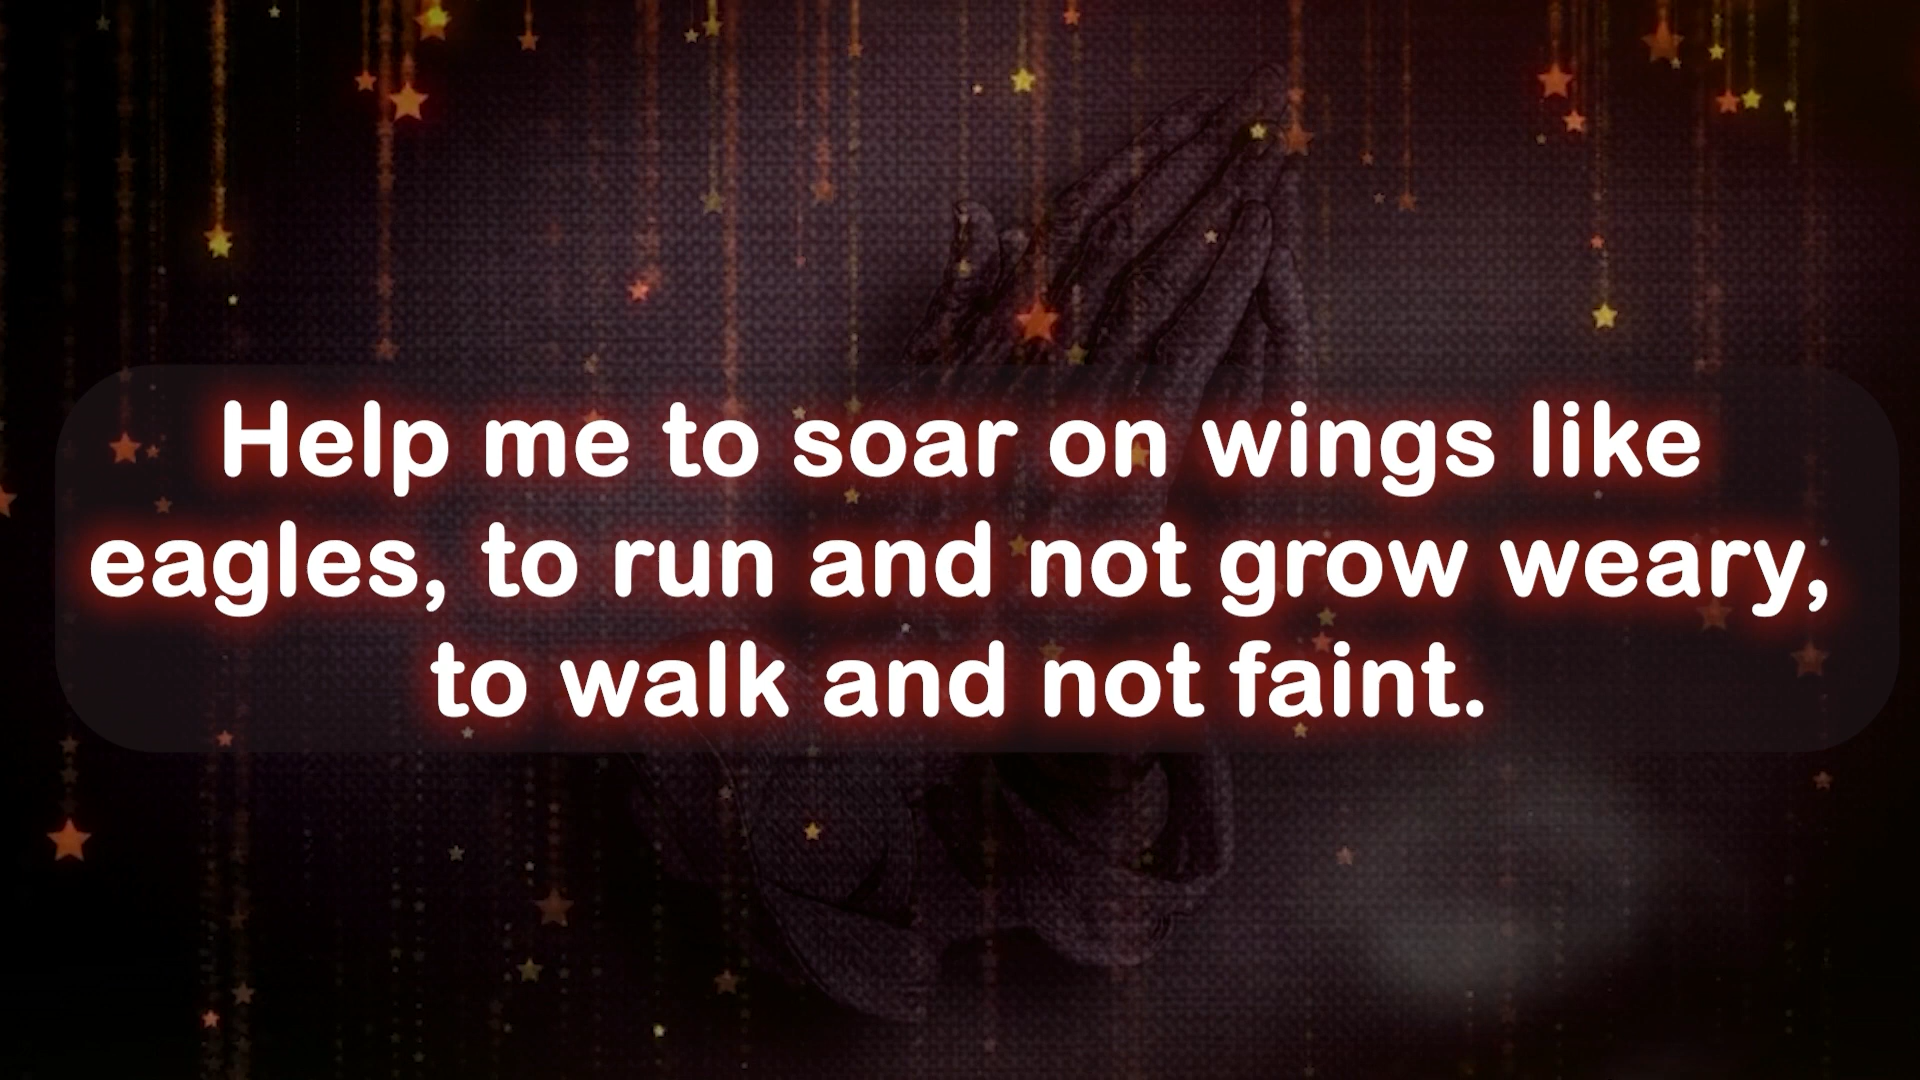 Help me to soar on wings like
eagles, to run and not grow weary,
to walk and not faint.